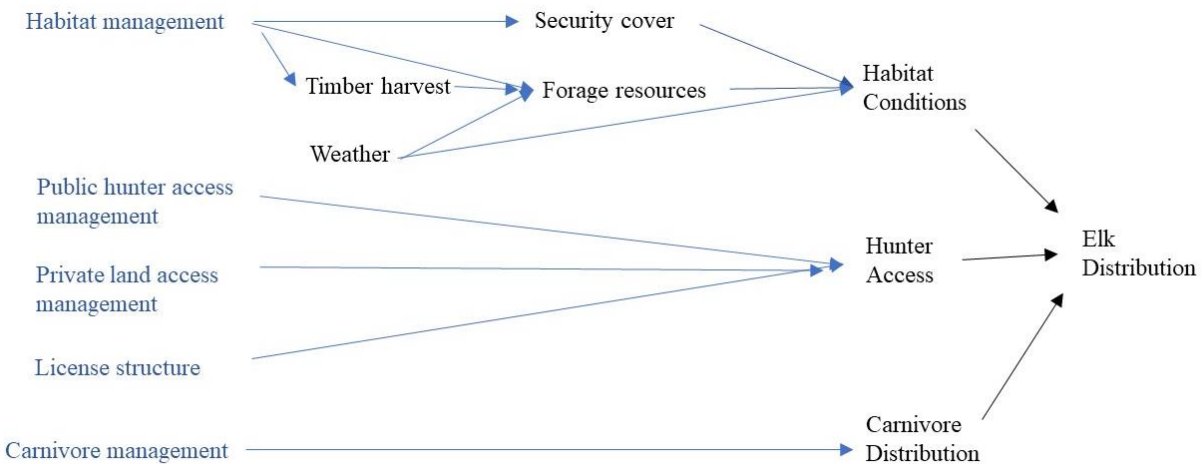 Habitat management
Security cover
Timber harvest
Forage resources
Habitat
Conditions
Weather
Public hunter access
management
Private land access
management
Hunter
Access
Elk
Distribution
License structure
Carnivore management
Carnivore
Distribution